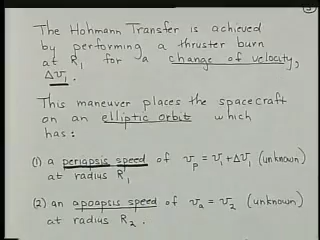 The Hohmann Transfer is achieved
by performing a thruster burn
at R₁ for a change of velocity,
Δv₁.
This maneuver places the spacecraft
on an elliptic orbit which
has:
(1) a periapsis speed of vₚ = v₁ + Δv₁ (unknown)
at radius R₁
(2) an apoapsis speed of vₐ = v₂ (unknown)
at radius R₂.